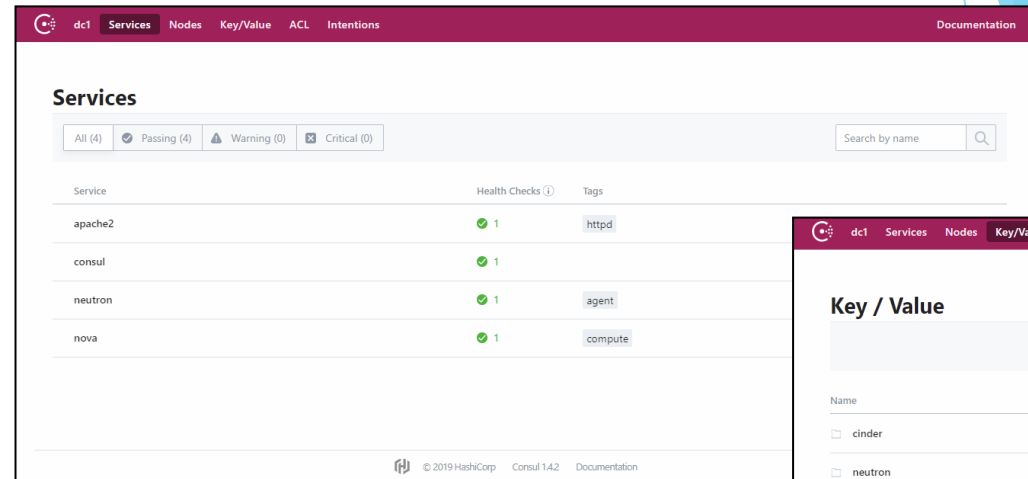 dc1 Services Nodes Key/Value ACL Intentions Documentation
Services
All (4) Passing (4) Warning (0) Critical (0) Search by name
Service Health Checks Tags
apache2 1 httpd
consul 1
neutron 1 agent
nova 1 compute
© 2019 HashiCorp Consul 1.4.2 Documentation
dc1 Services Nodes
Key / Value
Name
cinder
neutron